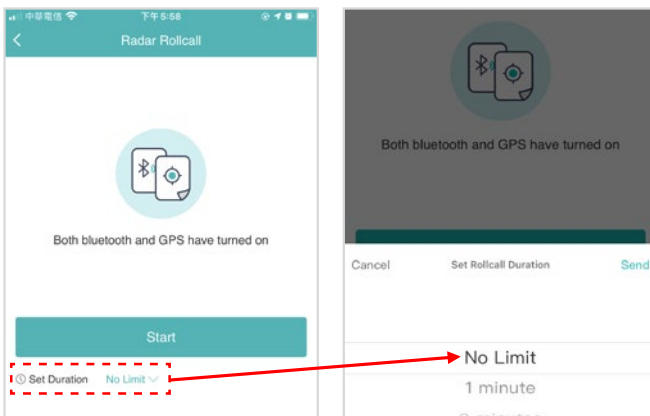 中華電信
下午 5:58
Radar Rollcall
Both bluetooth and GPS have turned on
Start
Set Duration No Limit
Both bluetooth and GPS have turned on
Cancel Set Rollcall Duration Send
No Limit
1 minute